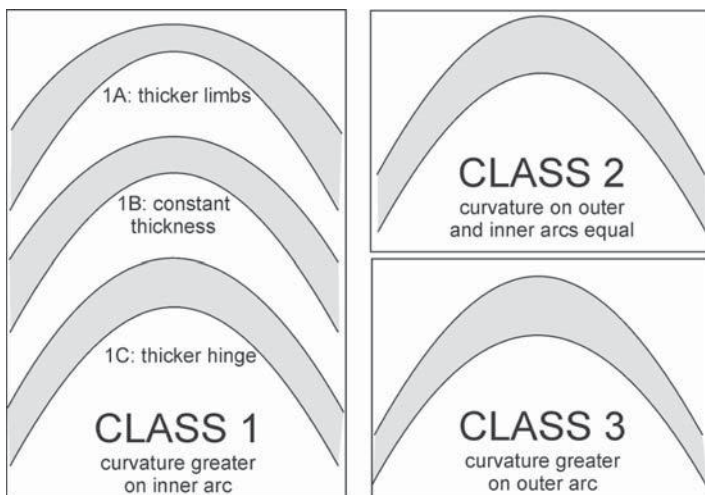 1A: thicker limbs
1B: constant
thickness
1C: thicker hinge
CLASS 1
curvature greater
on inner arc
CLASS 2
curvature on outer
and inner arcs equal
CLASS 3
curvature greater
on outer arc